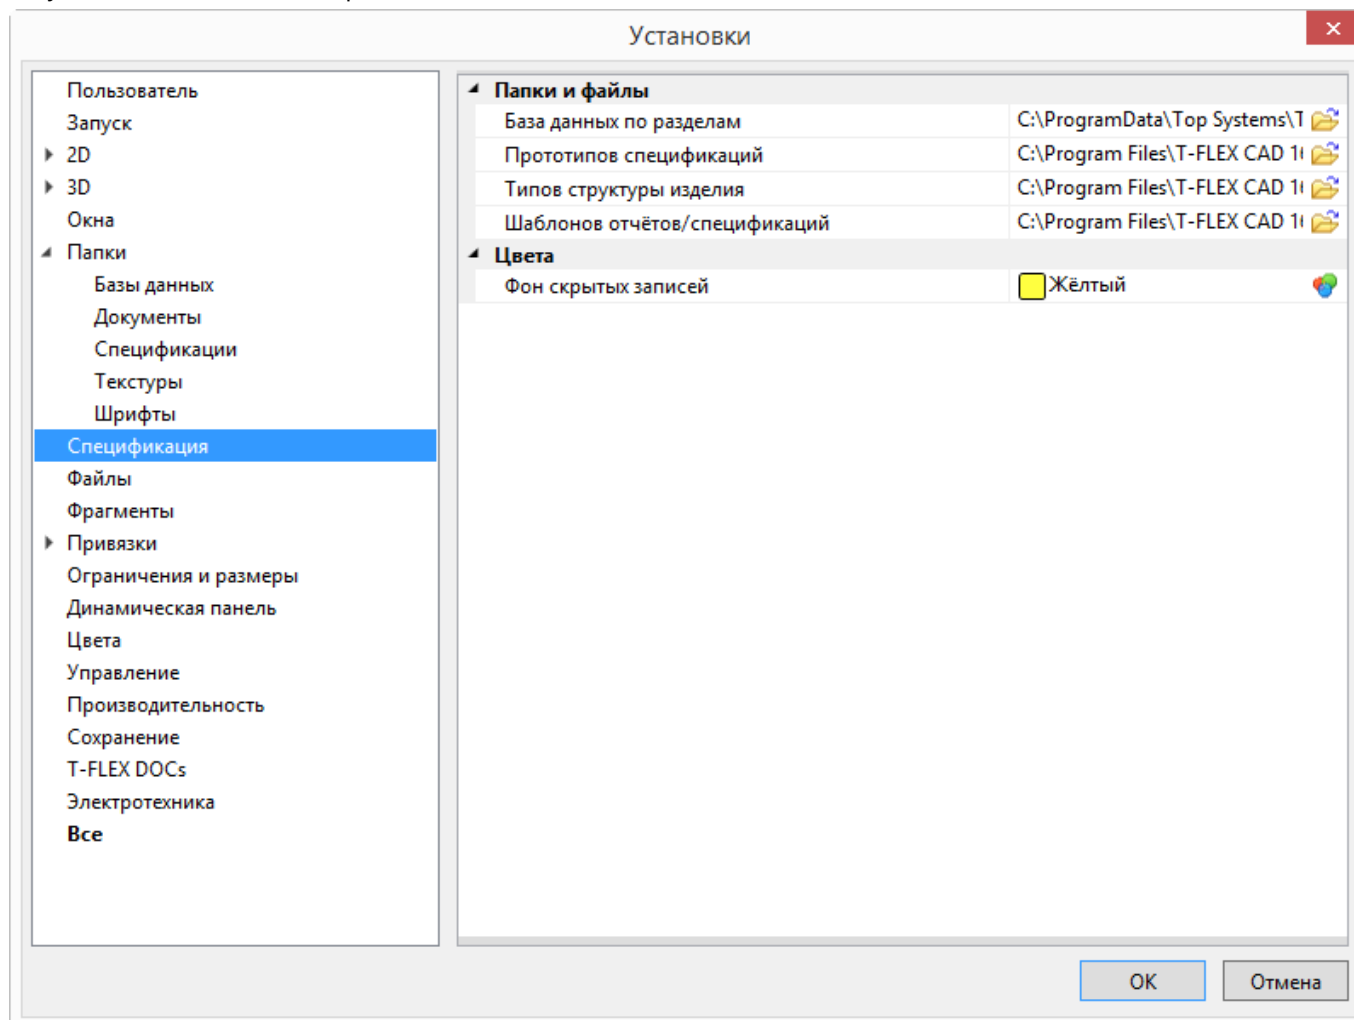 Установки
Пользователь
Запуск
2D
3D
Окна
Папки
Базы данных
Документы
Спецификации
Текстуры
Шрифты
Спецификация
Файлы
Фрагменты
Привязки
Ограничения и размеры
Динамическая панель
Цвета
Управление
Производительность
Сохранение
T-FLEX DOCs
Электротехника
Все
Папки и файлы
База данных по разделам C:\ProgramData\Top Systems\T
Прототипов спецификаций C:\Program Files\T-FLEX CAD 1
Типов структуры изделия C:\Program Files\T-FLEX CAD 1
Шаблонов отчётов/спецификаций C:\Program Files\T-FLEX CAD 1
Цвета
Фон скрытых записей Жёлтый
OK Отмена